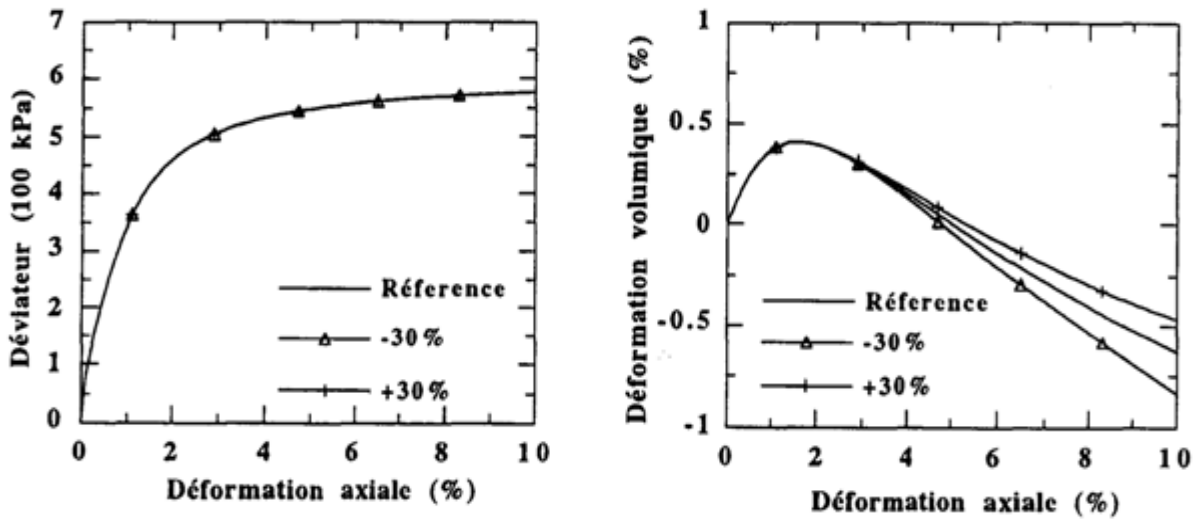 7
6
5
4
3
2
1
0
Déviateur (100 kPa)
Réference
-30%
+30%
0 2 4 6 8 10
Déformation axiale (%)
1
0.5
0
-0.5
-1
Déformation volumique (%)
Réference
-30%
+30%
0 2 4 6 8 10
Déformation axiale (%)